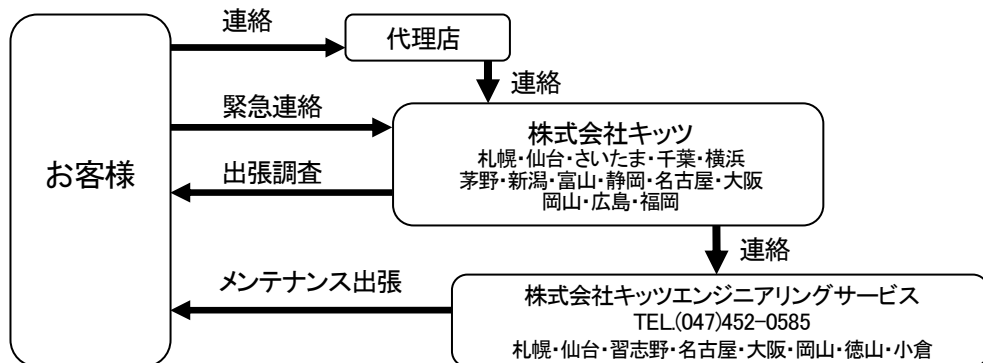 連絡
代理店
連絡
緊急連絡
株式会社キッツ
札幌・仙台・さいたま・千葉・横浜
茅野・新潟・富山・静岡・名古屋・大阪
岡山・広島・福岡
お客様
出張調査
連絡
メンテナンス出張
株式会社キッツエンジニアリングサービス
TEL.(047)452-0585
札幌・仙台・習志野・名古屋・大阪・岡山・徳山・小倉